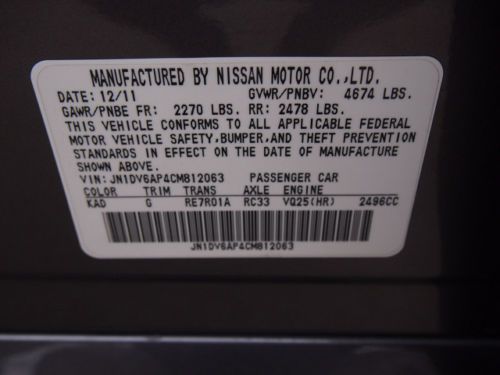 MANUFACTURED BY NISSAN MOTOR CO.,LTD.
DATE: 12/11 GVWR/PNBV: 4674 LBS.
GAWR/PNBE FR: 2270 LBS. RR: 2478 LBS.
THIS VEHICLE CONFORMS TO ALL APPLICABLE FEDERAL
MOTOR VEHICLE SAFETY,BUMPER,AND THEFT PREVENTION
STANDARDS IN EFFECT ON THE DATE OF MANUFACTURE
SHOWN ABOVE.
VIN: JN1DV6AP4CM812063 PASSENGER CAR
COLOR TRIM TRANS AXLE ENGINE
KAD G RE7R01A RC33 VQ25(HR) 2496CC
JN1DV6AP4CM812063